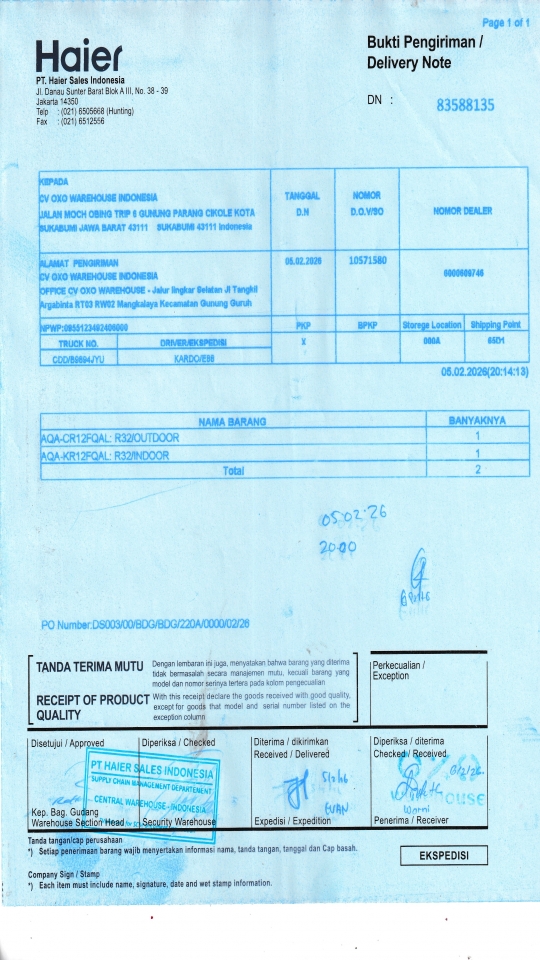 Page 1 of 1
Haier
Bukti Pengiriman /
Delivery Note
PT. Haier Sales Indonesia
Jl. Danau Sunter Barat Blok A III, No. 38 - 39
Jakarta 14350
Telp : (021) 6505668 (Hunting)
Fax : (021) 6512556
DN : 83588135
KEPADA
CV OXO WAREHOUSE INDONESIA
JALAN MOCH OBING TRIP 6 GUNUNG PARANG CIKOLE KOTA
SUKABUMI JAWA BARAT 43111 SUKABUMI 43111 Indonesia
TANGGAL
D.N
NOMOR
D.O.V/SO
NOMOR DEALER
ALAMAT PENGIRIMAN
CV OXO WAREHOUSE INDONESIA
OFFICE CV OXO WAREHOUSE - Jalur lingkar Selatan Jl Tangkil
Argabinta RT03 RW02 Mangkalaya Kecamatan Gunung Guruh
05.02.2026
10571580
PKP
BPKP
Storege Location
Shipping Point
TRUCK NO.
DRIVER/EKSPEDISI
X
000A
65D1
KARDO/E88
05.02.2026(20:14:13)
NAMA BARANG
BANYAKNYA
AQA-CR12FQAL: R32/OUTDOOR
1
AQA-KR12FQAL: R32/INDOOR
1
Total
2
05.02.26
20.00
PO Number:DS003/00/BDG/BDG/220A/0000/02/26
TANDA TERIMA MUTU
Dengan lembaran ini juga, menyatakan bahwa barang yang diterima
tidak bermasalah secara manajemen mutu, kecuali barang yang
model dan nomor serinya tertera pada kolom pengecualian
RECEIPT OF PRODUCT
QUALITY
With this receipt declare the goods received with good quality,
except for goods that model and serial number listed on the
exception column
Perkecualian /
Exception
Disetujui / Approved
Diperiksa / Checked
Diterima / dikirimkan
Received / Delivered
Diperiksa / diterima
Checked / Received
PT HAIER SALES INDONESIA
SUPPLY CHAIN MANAGEMENT DEPARTEMENT
CENTRAL WAREHOUSE - INDONESIA
5/2/26
6/2/26.
Kep. Bag. Gudang
Warehouse Section Head
Security Warehouse
Expedisi / Expedition
Penerima / Receiver
Tanda tangan/cap perusahaan
*) Setiap penerimaan barang wajib menyertakan informasi nama, tanda tangan, tanggal dan Cap basah.
EKSPEDISI
Company Sign / Stamp
*) Each item must include name, signature, date and wet stamp information.